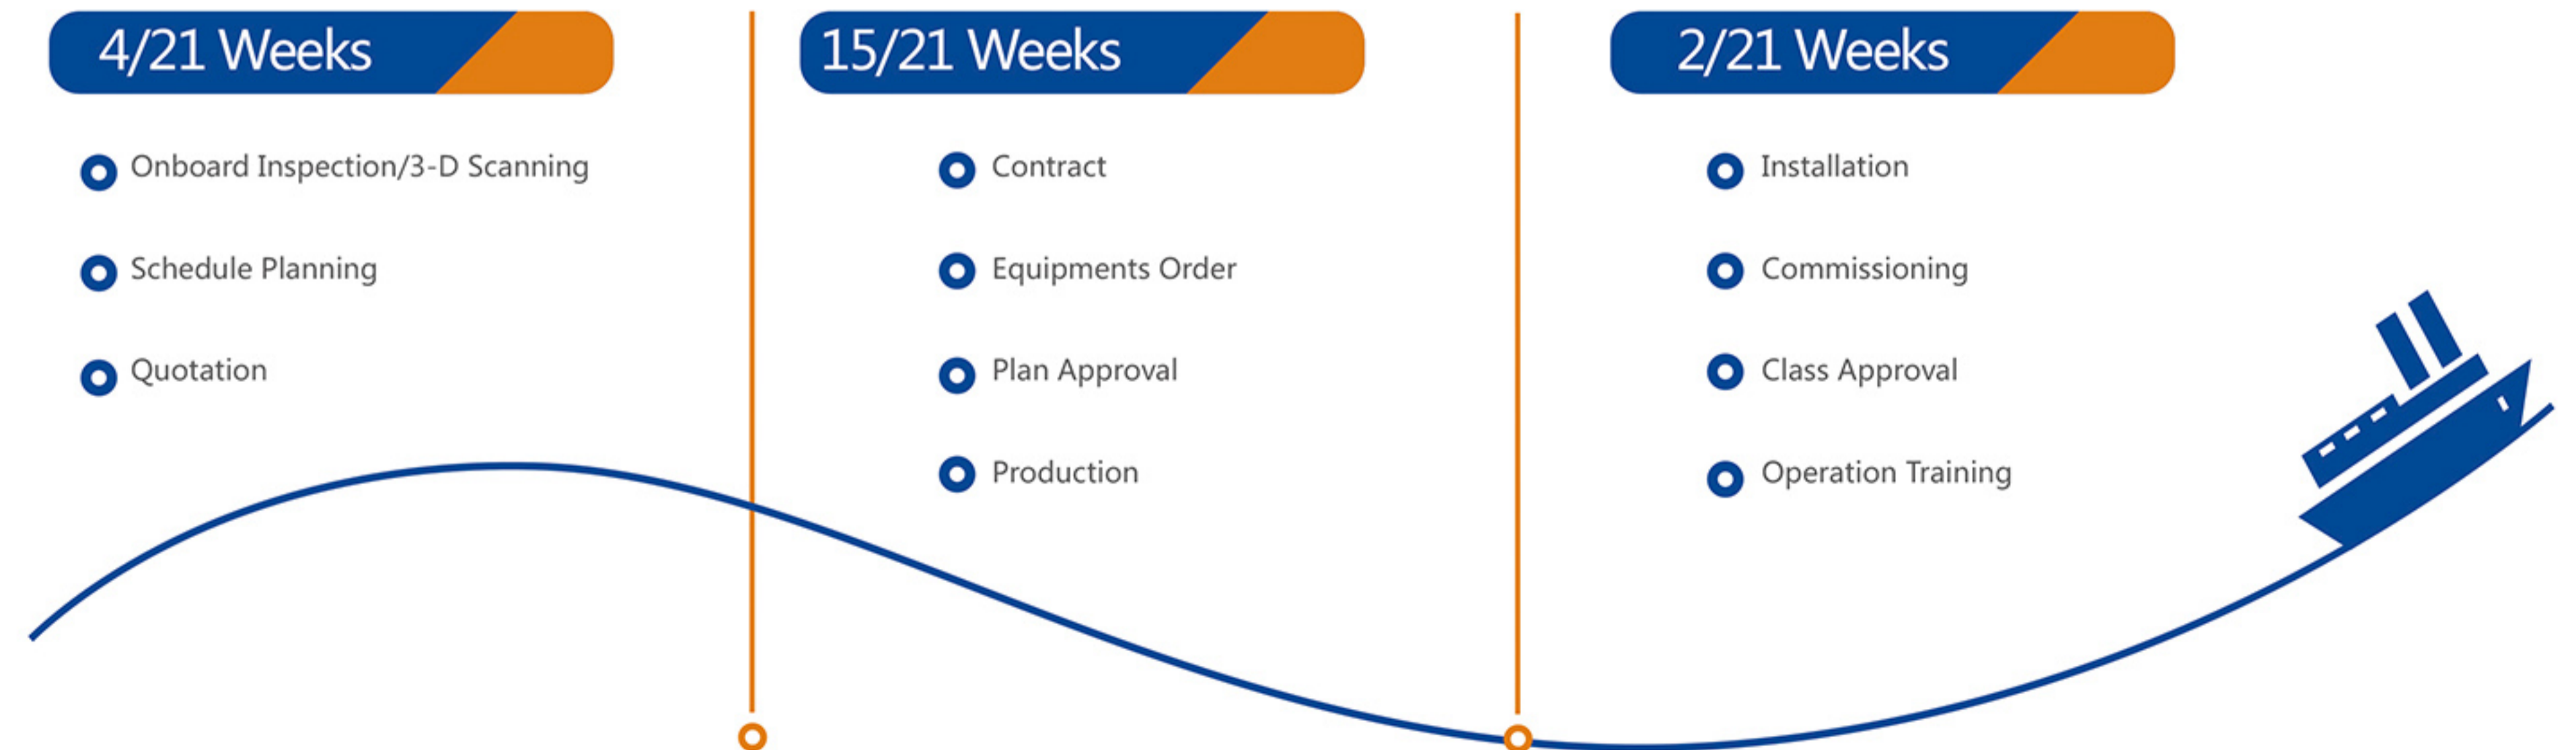 4/21 Weeks
Onboard Inspection/3-D Scanning
Schedule Planning
Quotation
15/21 Weeks
Contract
Equipments Order
Plan Approval
Production
2/21 Weeks
Installation
Commissioning
Class Approval
Operation Training